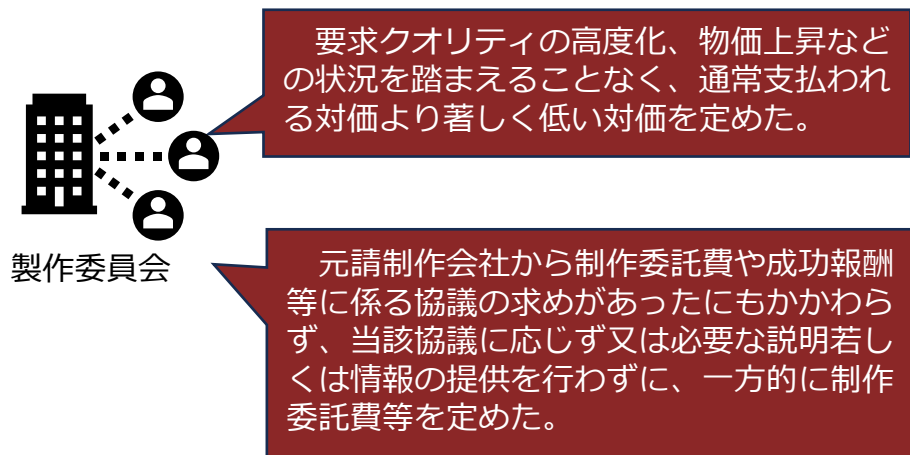 要求クオリティの高度化、物価上昇など
の状況を踏まえることなく、通常支払われ
る対価より著しく低い対価を定めた。
製作委員会
元請制作会社から制作委託費や成功報酬
等に係る協議の求めがあったにもかかわら
ず、当該協議に応じず又は必要な説明若し
くは情報の提供を行わずに、一方的に制作
委託費等を定めた。